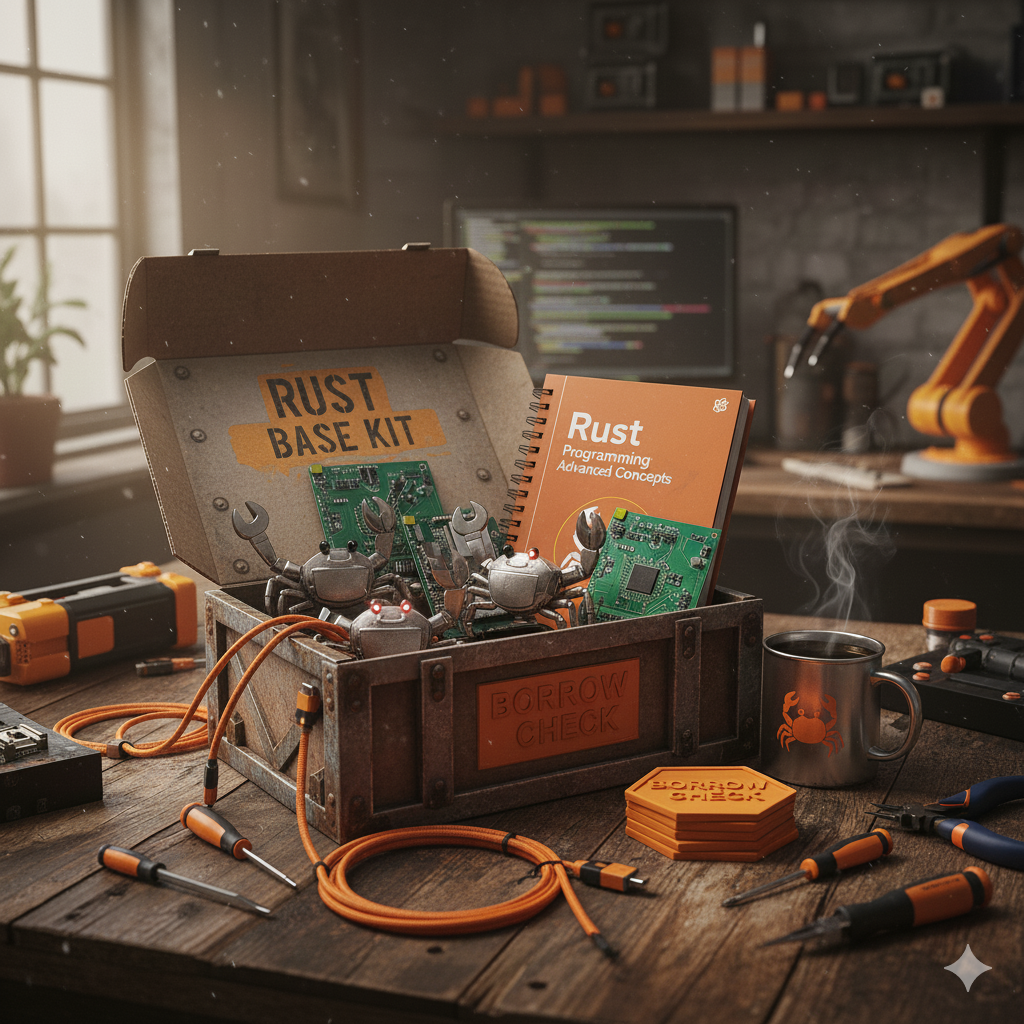 RUST
BASE KIT
Rust
Programming
Advanced Concepts
BORROW
CHECK
BORROW
CHECK